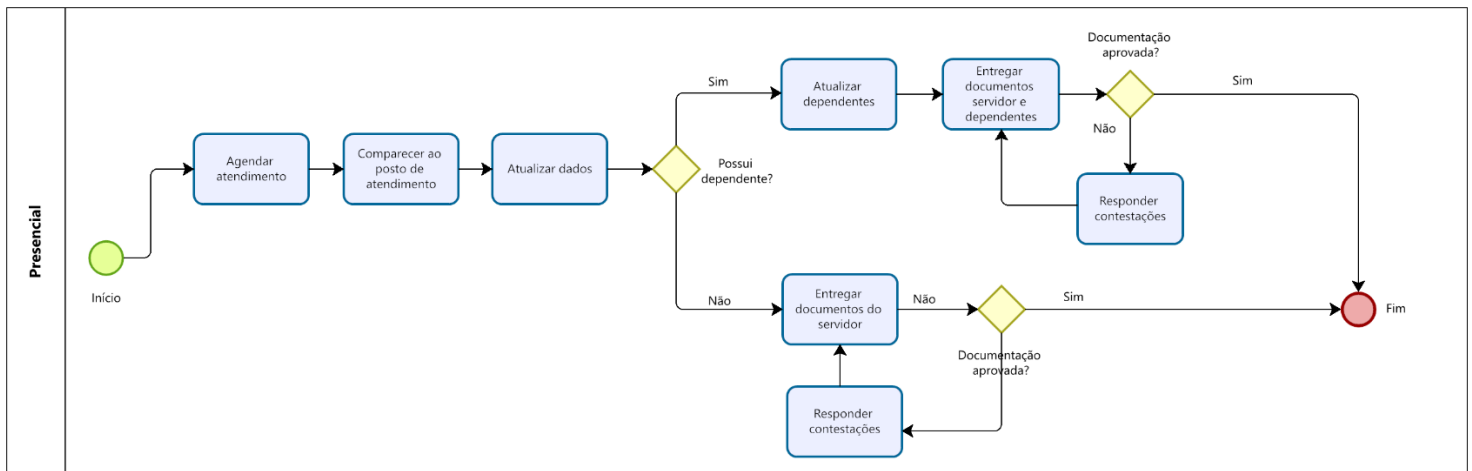 Presencial
Início
Agendar
atendimento
Comparecer ao
posto de
atendimento
Atualizar dados
Possui
dependente?
Sim
Atualizar
dependentes
Entregar
documentos
servidor e
dependentes
Documentação
aprovada?
Sim
Não
Responder
contestações
Não
Entregar
documentos do
servidor
Não
Documentação
aprovada?
Sim
Responder
contestações
Fim